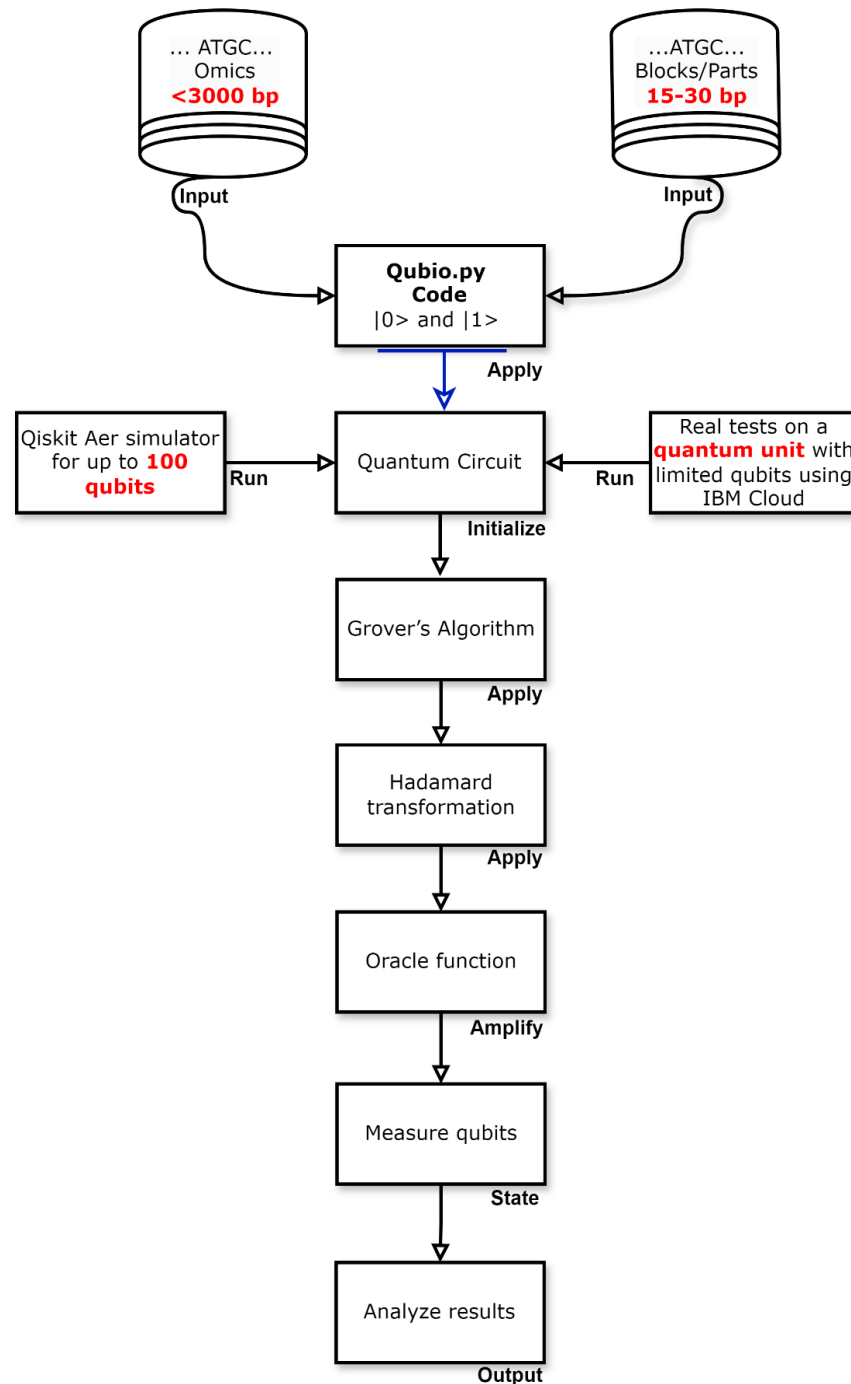 ... ATGC...
Omics
<3000 bp
...ATGC...
Blocks/Parts
15-30 bp
Input
Input
Qubio.py
Code
|0> and |1>
Apply
Qiskit Aer simulator
for up to 100
qubits
Run
Quantum Circuit
Run
Real tests on a
quantum unit with
limited qubits using
IBM Cloud
Initialize
Grover’s Algorithm
Apply
Hadamard
transformation
Apply
Oracle function
Amplify
Measure qubits
State
Analyze results
Output